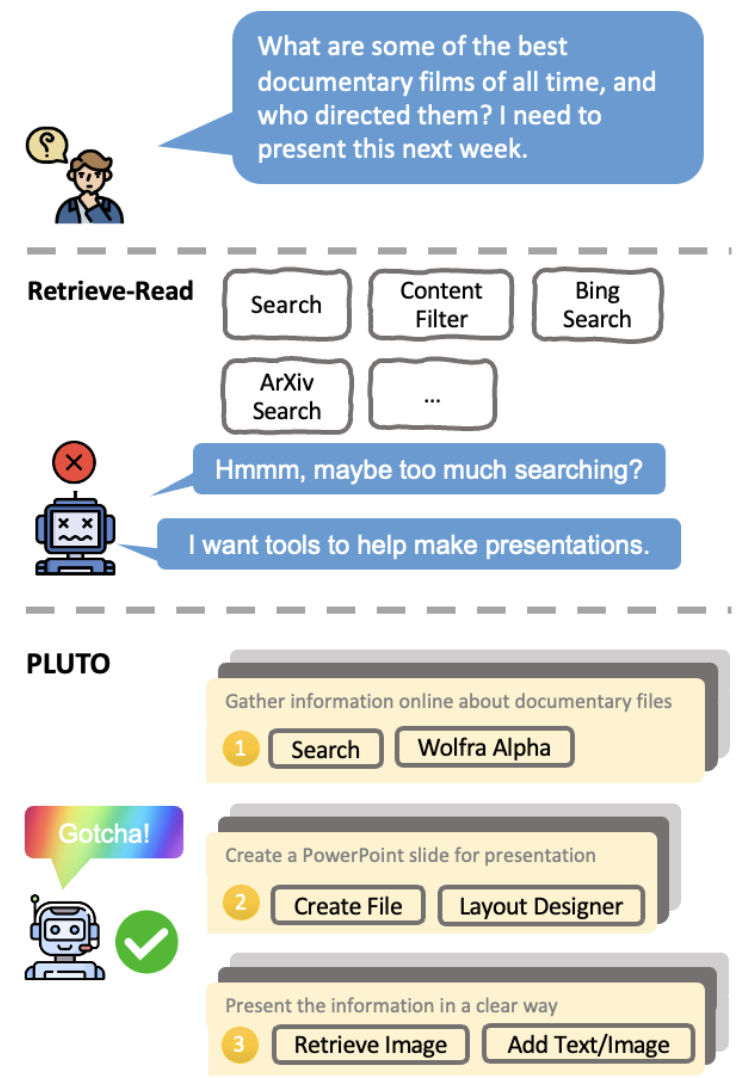 What are some of the best
documentary films of all time, and
who directed them? I need to
present this next week.
?
Retrieve-Read
Search
Content
Filter
Bing
Search
ArXiv
Search
...
Hmmm, maybe too much searching?
I want tools to help make presentations.
PLUTO
Gather information online about documentary files
1
Search
Wolfra Alpha
Gotcha!
Create a PowerPoint slide for presentation
2
Create File
Layout Designer
Present the information in a clear way
3
Retrieve Image
Add Text/Image